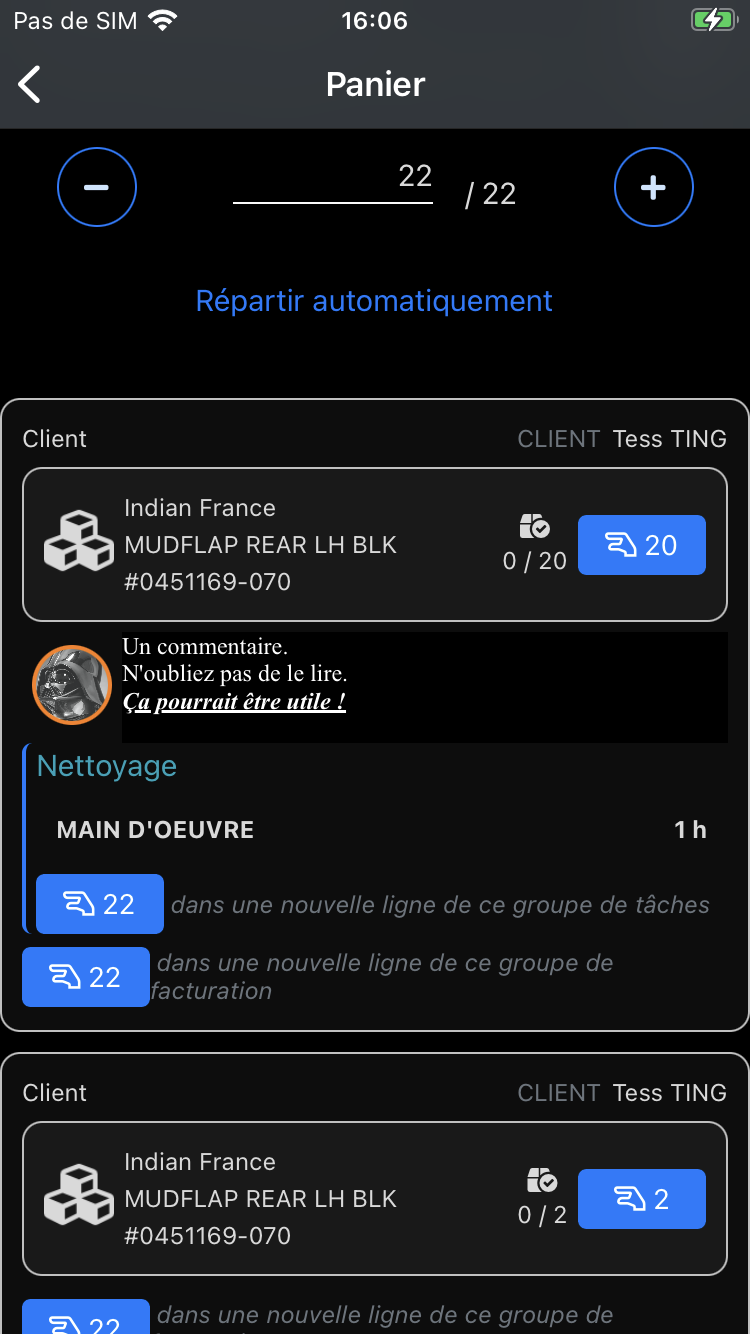 Pas de SIM 16:06
Panier
22 / 22
Répartir automatiquement
Client CLIENT Tess TING
Indian France
MUDFLAP REAR LH BLK
#0451169-070
0 / 20
20
Un commentaire.
N'oubliez pas de le lire.
Ça pourrait être utile !
Nettoyage
MAIN D'OEUVRE 1 h
22 dans une nouvelle ligne de ce groupe de tâches
22 dans une nouvelle ligne de ce groupe de
facturation
Client CLIENT Tess TING
Indian France
MUDFLAP REAR LH BLK
#0451169-070
0 / 2
2
22 dans une nouvelle ligne de ce groupe de